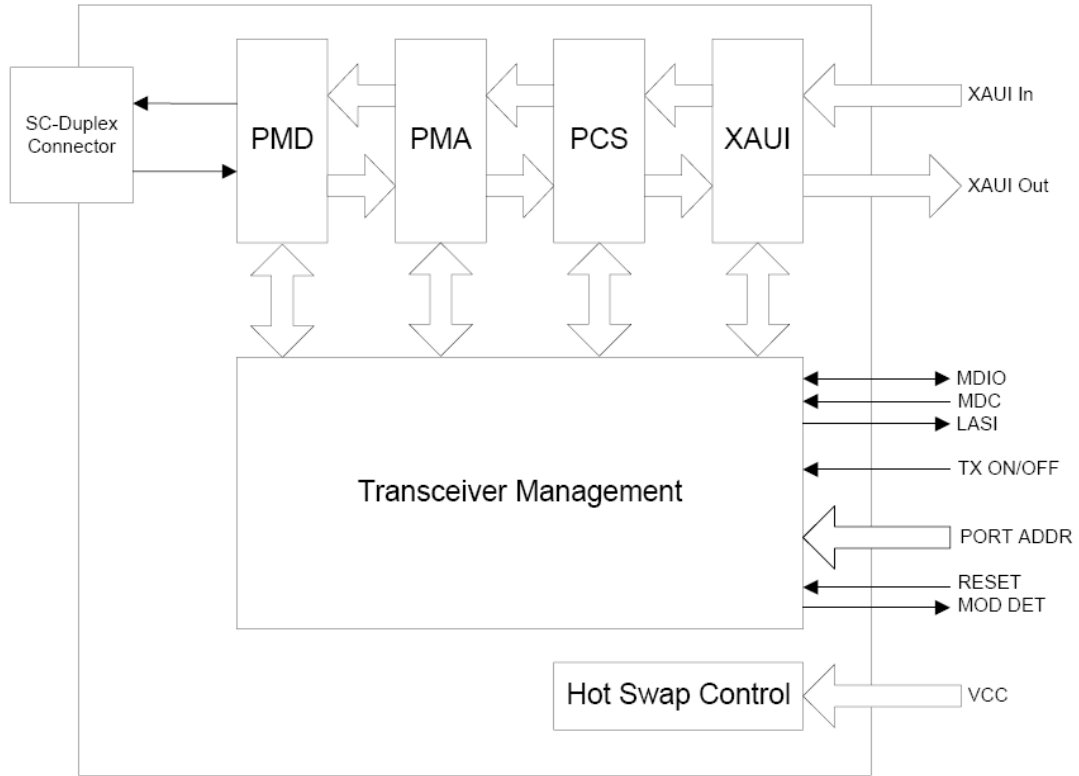 SC-Duplex
Connector
PMD
PMA
PCS
XAUI
XAUI In
XAUI Out
Transceiver Management
MDIO
MDC
LASI
TX ON/OFF
PORT ADDR
RESET
MOD DET
Hot Swap Control
VCC